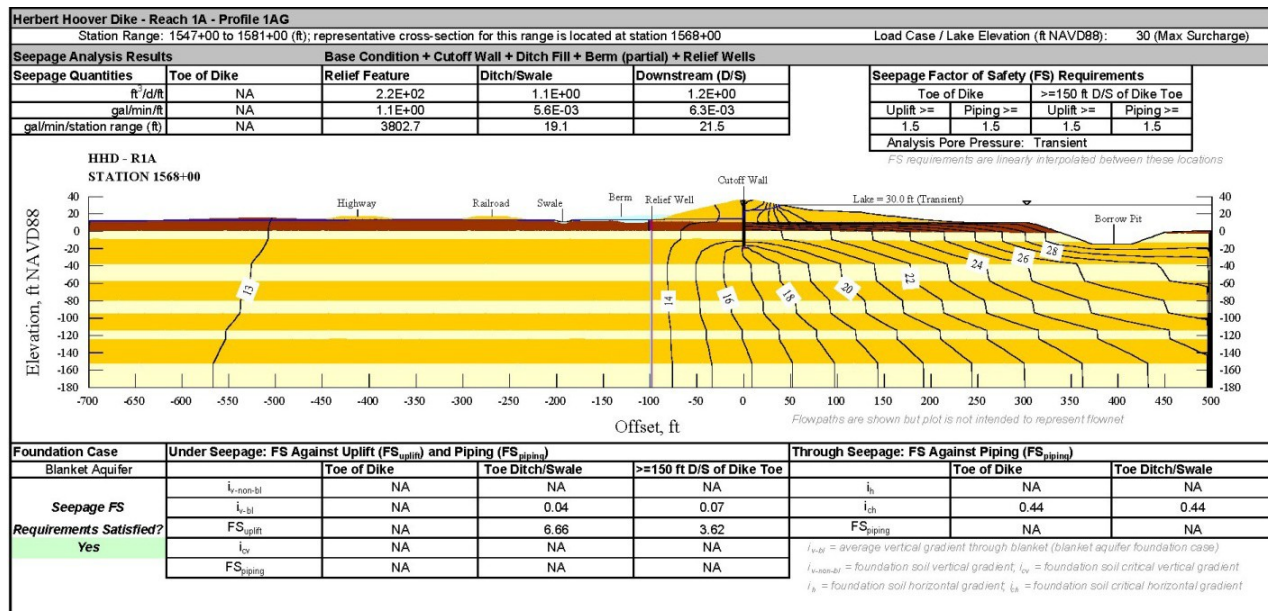 Herbert Hoover Dike - Reach 1A - Profile 1AG
Station Range: 1547+00 to 1581+00 (ft); representative cross-section for this range is located at station 1568+00 Load Case / Lake Elevation (ft NAVD88): 30 (Max Surcharge)
Seepage Analysis Results Base Condition + Cutoff Wall + Ditch Fill + Berm (partial) + Relief Wells
Seepage Quantities Toe of Dike Relief Feature Ditch/Swale Downstream (D/S)
ft³/d/ft NA 2.2E+02 1.1E+00 1.2E+00
gal/min/ft NA 1.1E+00 5.6E-03 6.3E-03
gal/min/station range (ft) NA 3802.7 19.1 21.5
Seepage Factor of Safety (FS) Requirements
Toe of Dike >=150 ft D/S of Dike Toe
Uplift >= Piping >= Uplift >= Piping >=
1.5 1.5 1.5 1.5
Analysis Pore Pressure: Transient
FS requirements are linearly interpolated between these locations
HHD - R1A
STATION 1568+00
Cutoff Wall
Highway Railroad Swale Berm Relief Well Lake = 30.0 ft (Transient) Borrow Pit
Elevation, ft NAVD88
40 40
20 20
0 0
-20 -20
-40 -40
-60 -60
-80 -80
-100 -100
-120 -120
-140 -140
-160 -160
-180 -180
13 14 16 18 20 22 24 26 28
-700 -650 -600 -550 -500 -450 -400 -350 -300 -250 -200 -150 -100 -50 0 50 100 150 200 250 300 350 400 450 500
Offset, ft
Flowpaths are shown but plot is not intended to represent flownet
Foundation Case Under Seepage: FS Against Uplift (FSuplift) and Piping (FSpiping) Through Seepage: FS Against Piping (FSpiping)
Blanket Aquifer Toe of Dike Toe Ditch/Swale >=150 ft D/S of Dike Toe Toe of Dike Toe Ditch/Swale
iv-non-bl NA NA NA ih NA NA
Seepage FS iv-bl NA 0.04 0.07 ich 0.44 0.44
Requirements Satisfied? FSuplift NA 6.66 3.62 FSpiping NA NA
Yes icv NA NA NA
FSpiping NA NA NA
iv-bl = average vertical gradient through blanket (blanket aquifer foundation case)
iv-non-bl = foundation soil vertical gradient; icv = foundation soil critical vertical gradient
ih = foundation soil horizontal gradient; ich = foundation soil critical horizontal gradient